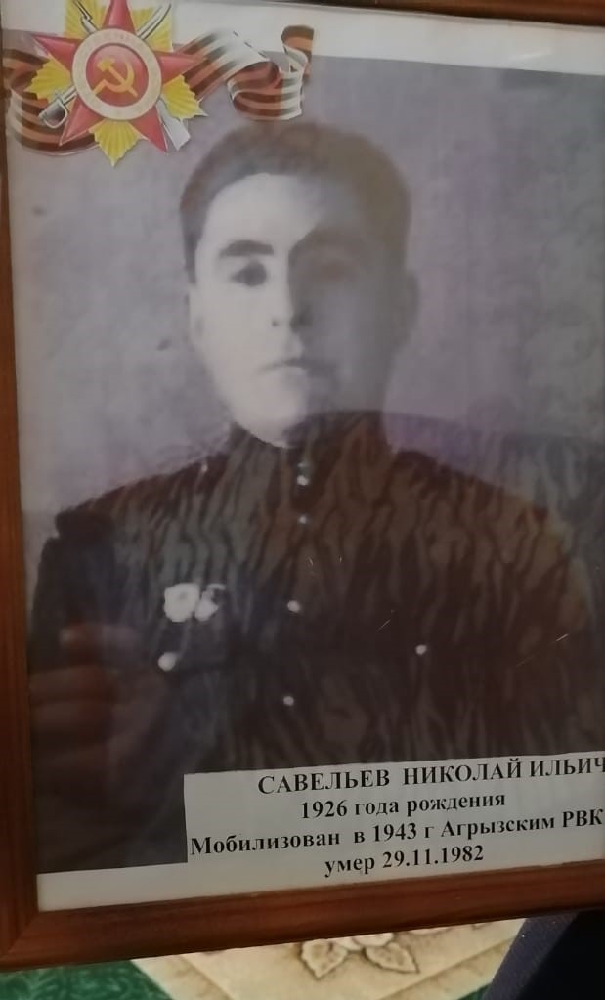 САВЕЛЬЕВ НИКОЛАЙ ИЛЬИЧ
1926 года рождения
Мобилизован в 1943 г Агрызским РВК
умер 29.11.1982